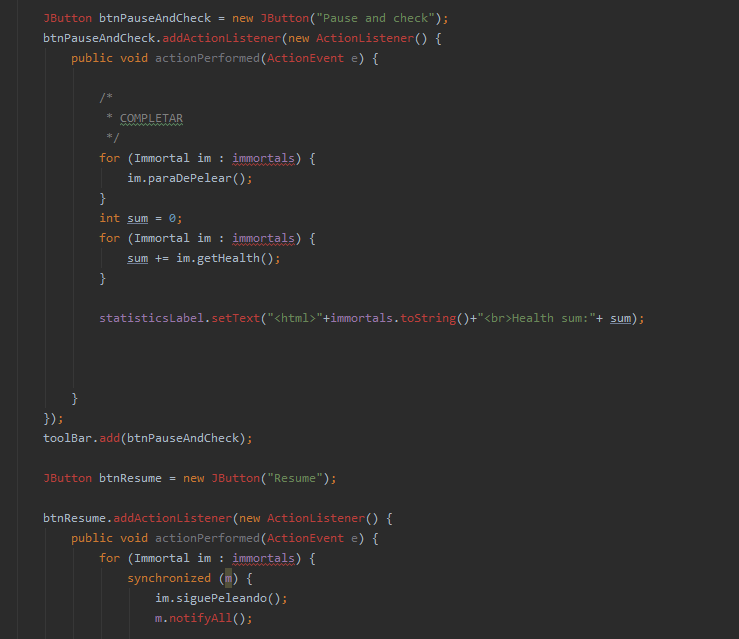 JButton btnPauseAndCheck = new JButton("Pause and check");
btnPauseAndCheck.addActionListener(new ActionListener() {
public void actionPerformed(ActionEvent e) {
/*
* COMPLETAR
*/
for (Immortal im : immortals) {
im.paraDePelear();
}
int sum = 0;
for (Immortal im : immortals) {
sum += im.getHealth();
}
statisticsLabel.setText("<html>"+immortals.toString()+"<br>Health sum:"+ sum);
}
});
toolBar.add(btnPauseAndCheck);
JButton btnResume = new JButton("Resume");
btnResume.addActionListener(new ActionListener() {
public void actionPerformed(ActionEvent e) {
for (Immortal im : immortals) {
synchronized (m) {
im.siguePeleando();
m.notifyAll();